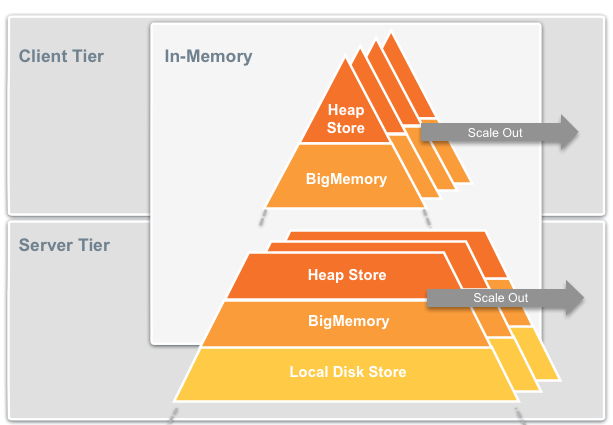 Client Tier
In-Memory
Heap
Store
Scale Out
BigMemory
Server Tier
Heap Store
Scale Out
BigMemory
Local Disk Store